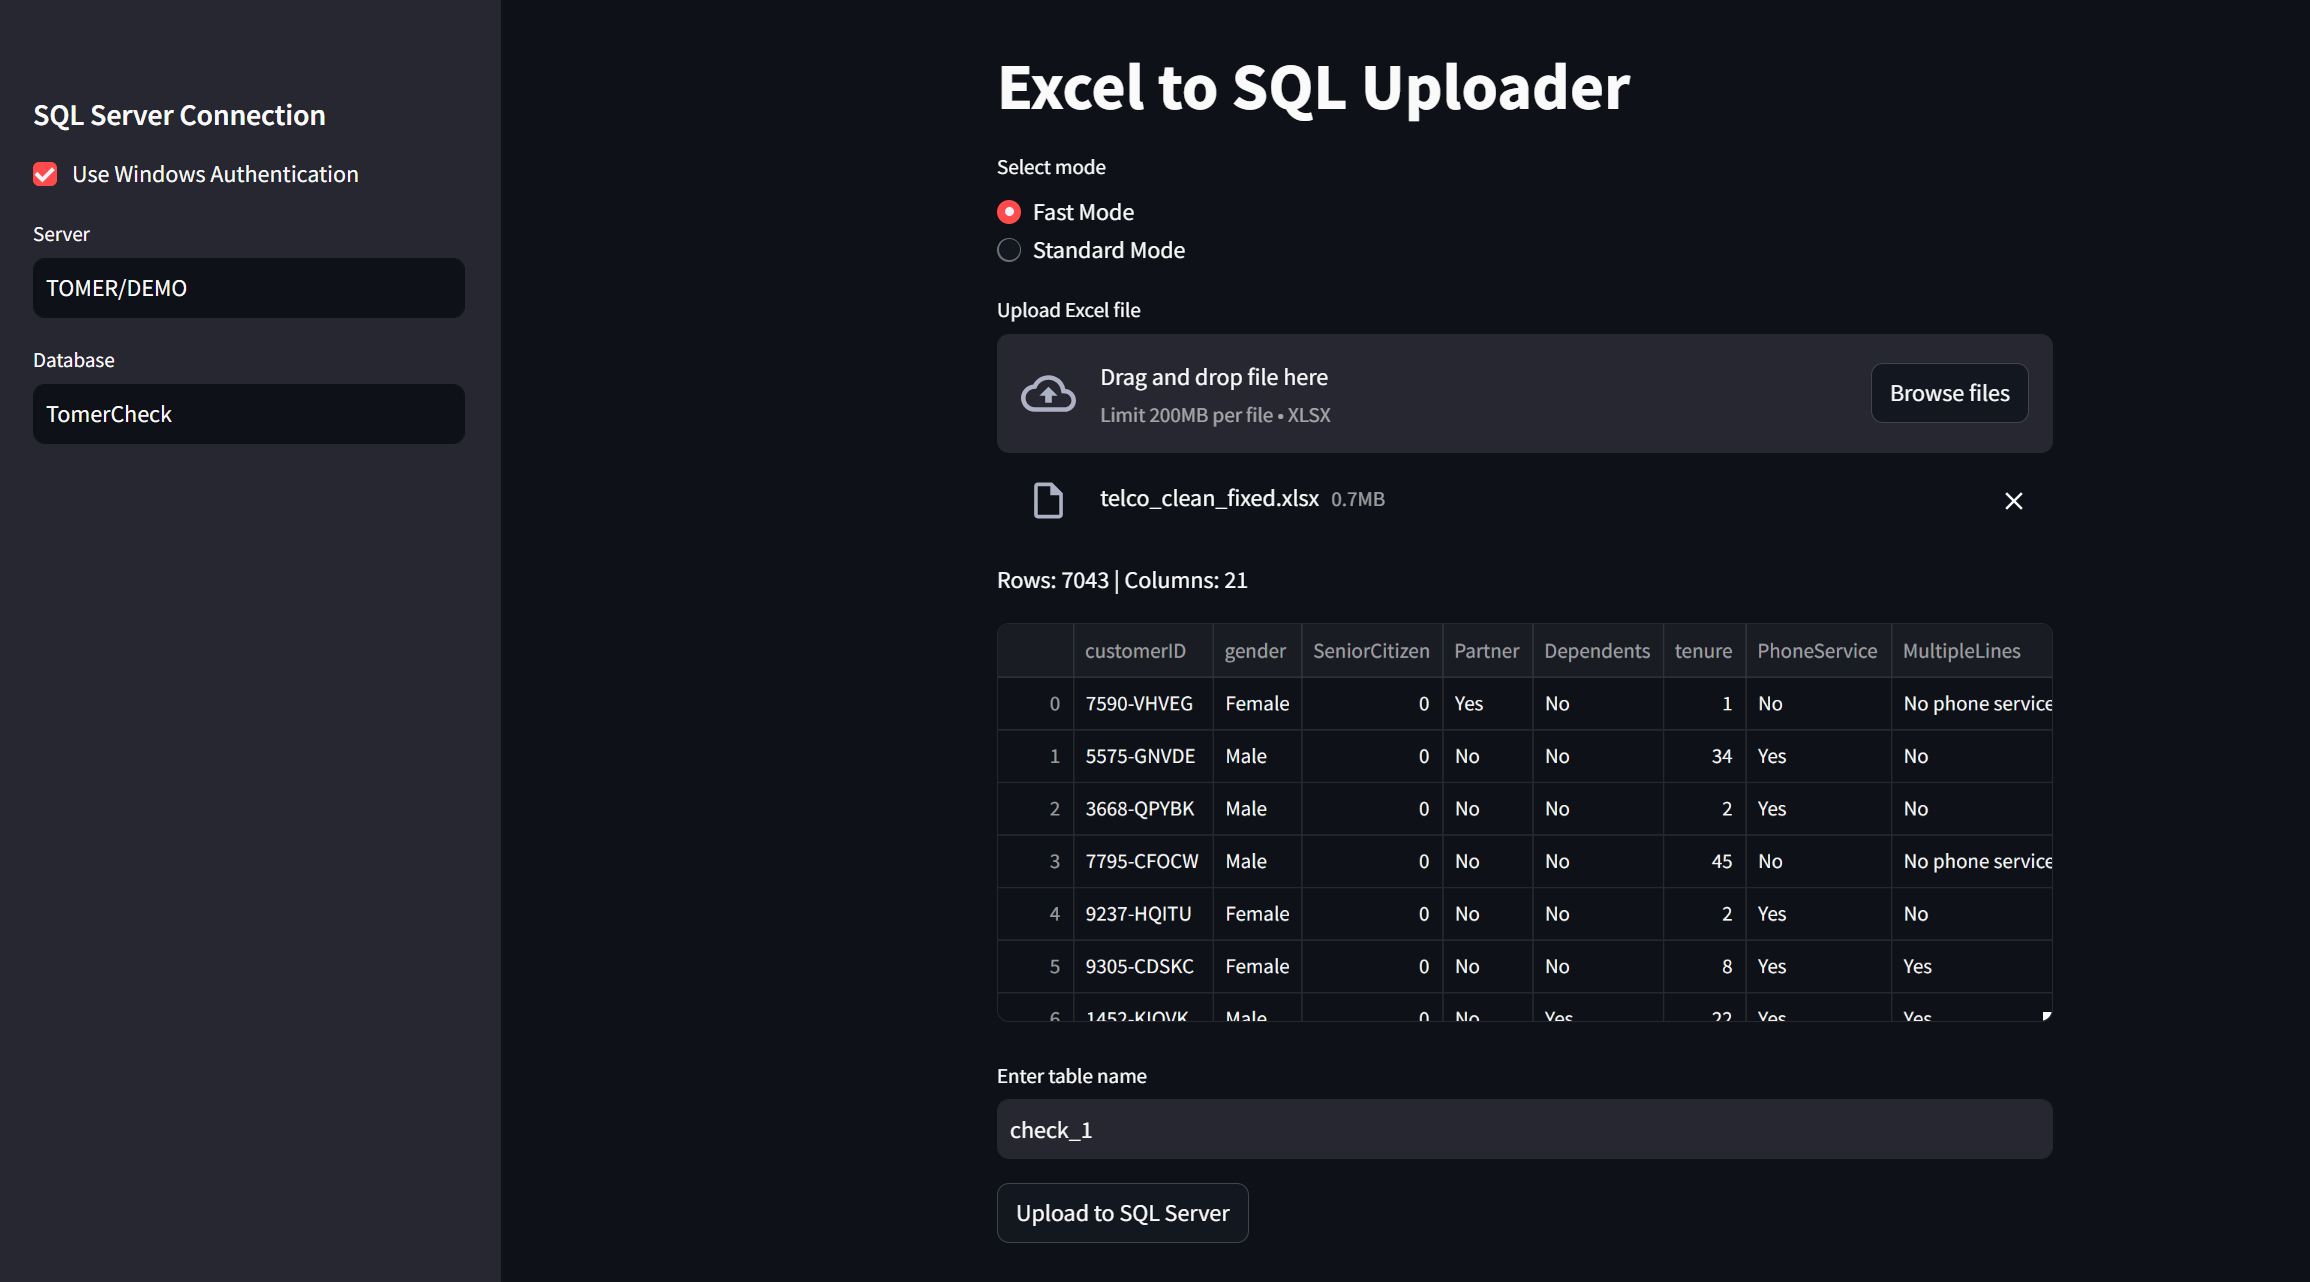 SQL Server Connection
Use Windows Authentication
Server
TOMER/DEMO
Database
TomerCheck
Excel to SQL Uploader
Select mode
Fast Mode
Standard Mode
Upload Excel file
Drag and drop file here
Limit 200MB per file • XLSX
Browse files
telco_clean_fixed.xlsx 0.7MB
Rows: 7043 | Columns: 21
customerID gender SeniorCitizen Partner Dependents tenure PhoneService MultipleLines
0 7590-VHVEG Female 0 Yes No 1 No No phone service
1 5575-GNVDE Male 0 No No 34 Yes No
2 3668-QPYBK Male 0 No No 2 Yes No
3 7795-CFOCW Male 0 No No 45 No No phone service
4 9237-HQITU Female 0 No No 2 Yes No
5 9305-CDSKC Female 0 No No 8 Yes Yes
6 1452-KIOVK Male 0 No Yes 22 Yes Yes
Enter table name
check_1
Upload to SQL Server